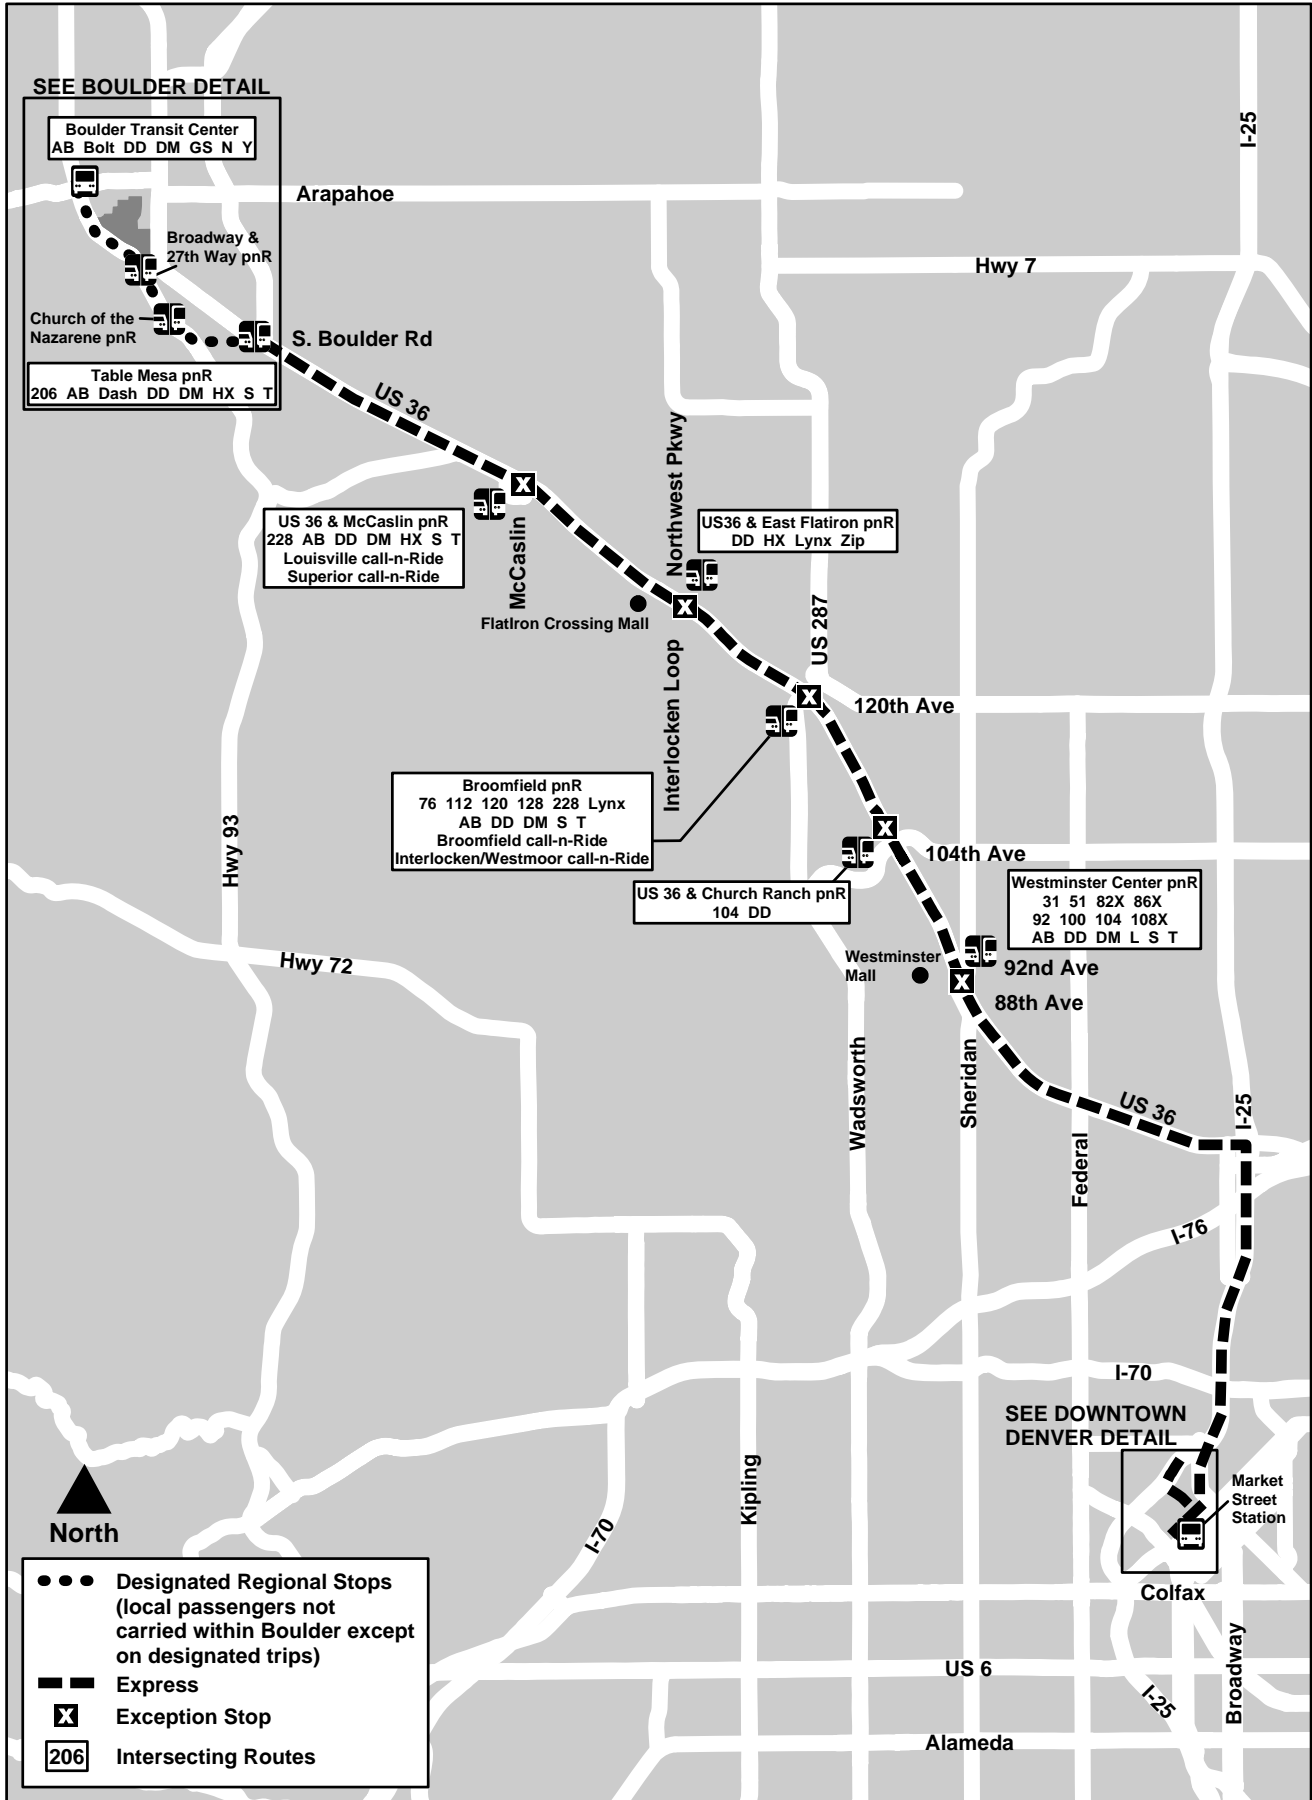 SEE BOULDER DETAIL
Boulder Transit Center
AB Bolt DD DM GS N Y
I-25
Arapahoe
Broadway &
27th Way pnR
Hwy 7
Church of the
Nazarene pnR
S. Boulder Rd
Table Mesa pnR
206 AB Dash DD DM HX S T
US 36
Northwest Pkwy
US 36 & McCaslin pnR
228 AB DD DM HX S T
Louisville call-n-Ride
Superior call-n-Ride
McCaslin
US36 & East Flatiron pnR
DD HX Lynx Zip
FlatIron Crossing Mall
US 287
Interlocken Loop
120th Ave
Broomfield pnR
76 112 120 128 228 Lynx
AB DD DM S T
Broomfield call-n-Ride
Interlocken/Westmoor call-n-Ride
Hwy 93
104th Ave
US 36 & Church Ranch pnR
104 DD
Westminster Center pnR
31 51 82X 86X
92 100 104 108X
AB DD DM L S T
Hwy 72
Westminster
Mall
92nd Ave
88th Ave
Wadsworth
Sheridan
Federal
US 36
I-25
I-76
I-70
SEE DOWNTOWN
DENVER DETAIL
Kipling
Market
Street
Station
North
I-70
Colfax
Designated Regional Stops
(local passengers not
carried within Boulder except
on designated trips)
Express
X Exception Stop
206 Intersecting Routes
US 6
I-25
Broadway
Alameda
X
X
X
X
X